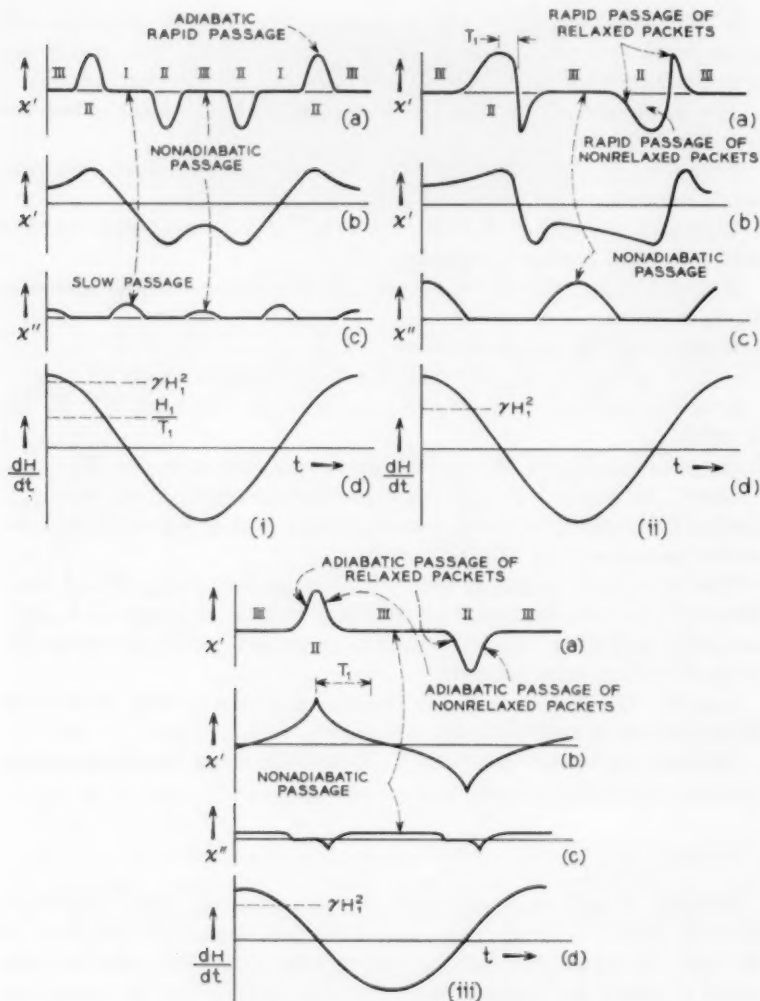 ADIABATIC
RAPID PASSAGE
III II I II III II I II III
χ'
(a)
NONADIABATIC
PASSAGE
χ'
(b)
SLOW PASSAGE
χ"
(c)
γH₁²
H₁
T₁
dH
dt
t
(d)
(i)
RAPID PASSAGE OF
RELAXED PACKETS
T₁
III II III II III
(a)
RAPID PASSAGE OF
NONRELAXED PACKETS
χ'
(b)
NONADIABATIC
PASSAGE
χ"
(c)
γH₁²
dH
dt
t
(d)
(ii)
ADIABATIC PASSAGE OF
RELAXED PACKETS
III II III II III
χ'
(a)
T₁
ADIABATIC PASSAGE OF
NONRELAXED PACKETS
χ'
(b)
NONADIABATIC
PASSAGE
χ"
(c)
γH₁²
dH
dt
t
(d)
(iii)